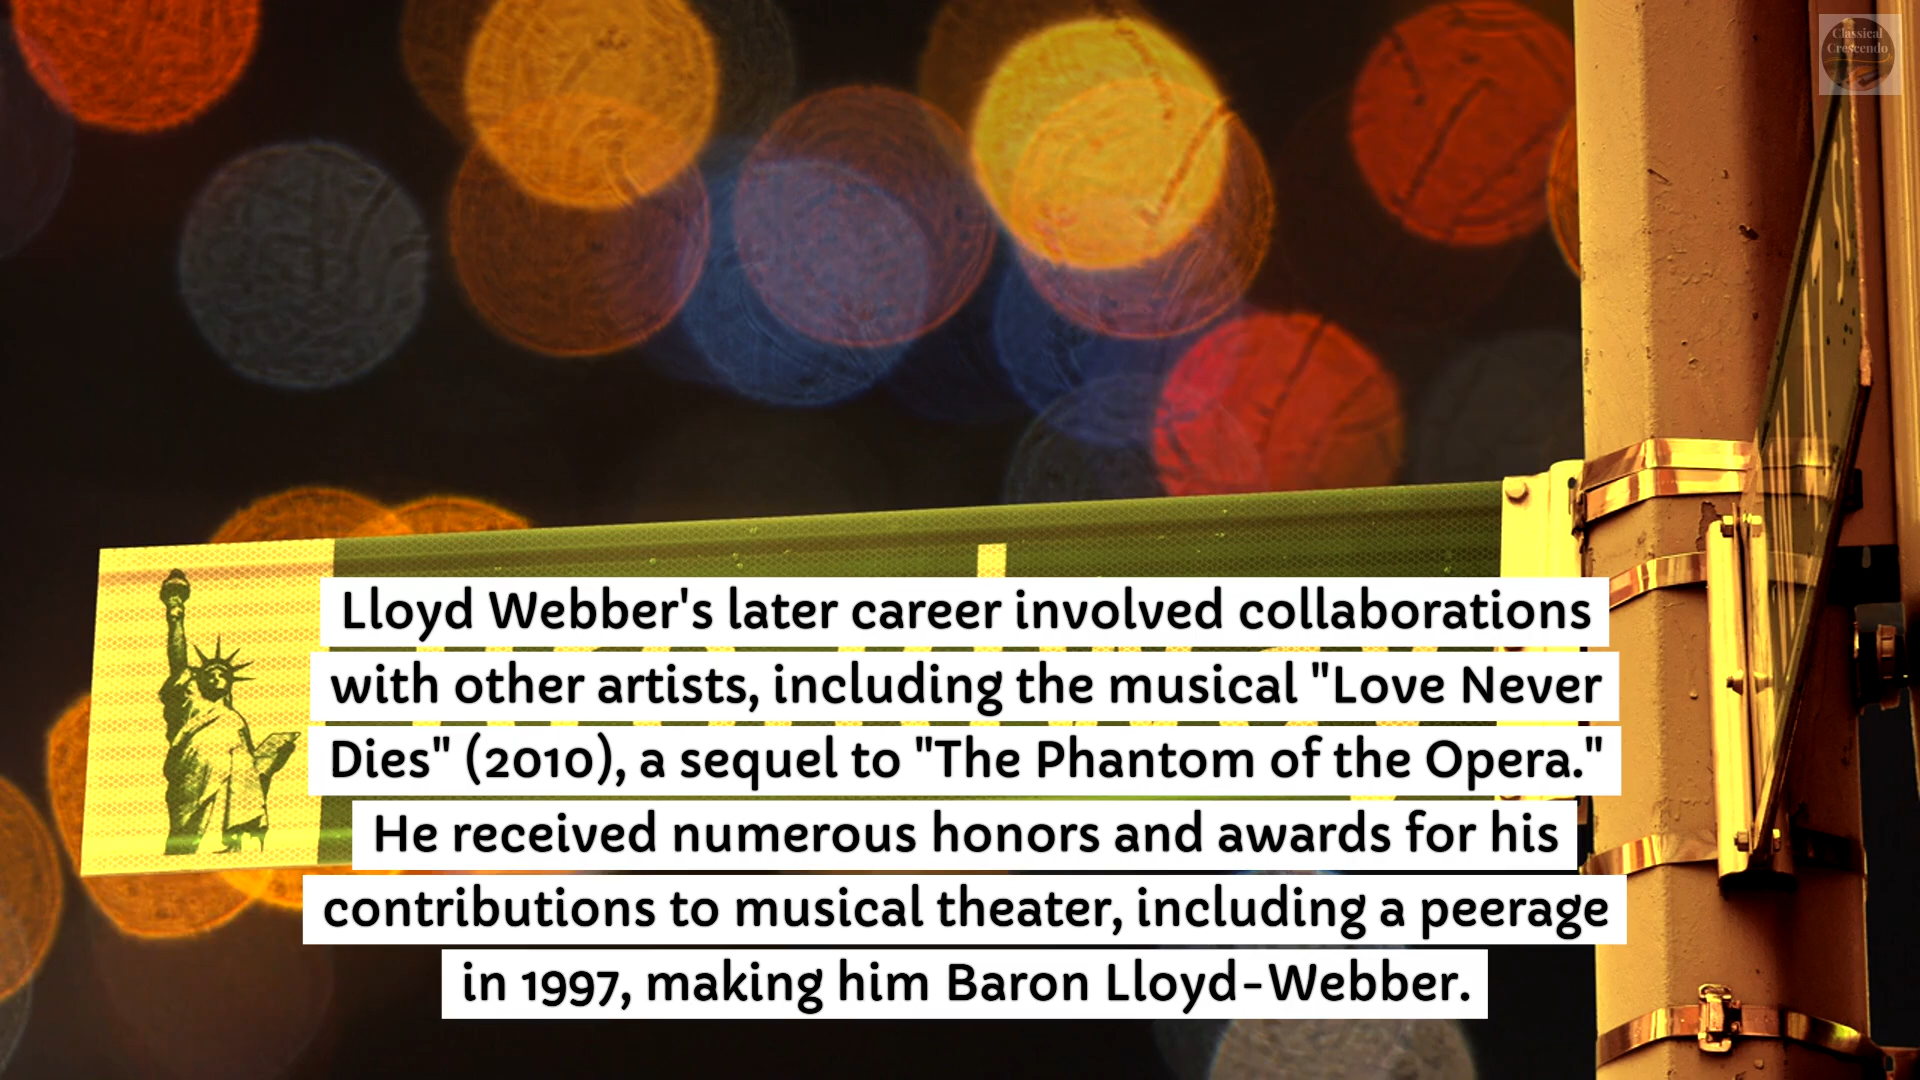 Classical
Crescendo
Lloyd Webber's later career involved collaborations
with other artists, including the musical "Love Never
Dies" (2010), a sequel to "The Phantom of the Opera."
He received numerous honors and awards for his
contributions to musical theater, including a peerage
in 1997, making him Baron Lloyd-Webber.